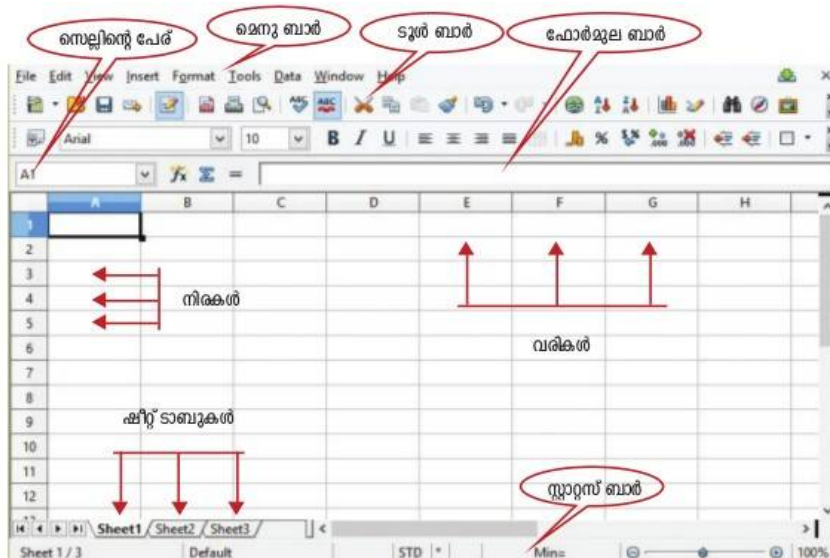 സെല്ലിന്റെ പേര് മെനു ബാർ ടൂൾ ബാർ ഫോർമുല ബാർ
File Edit View Insert Format Tools Data Window Help
Arial 10 B I U
A1 fx Σ =
A B C D E F G H
1
2
3
4 നിരകൾ
5
6 വരികൾ
7
8
9 ഷീറ്റ് ടാബുകൾ
10
11
12 സ്റ്റാറ്റസ് ബാർ
Sheet1 Sheet2 Sheet3
Sheet 1 / 3 Default STD * 100%